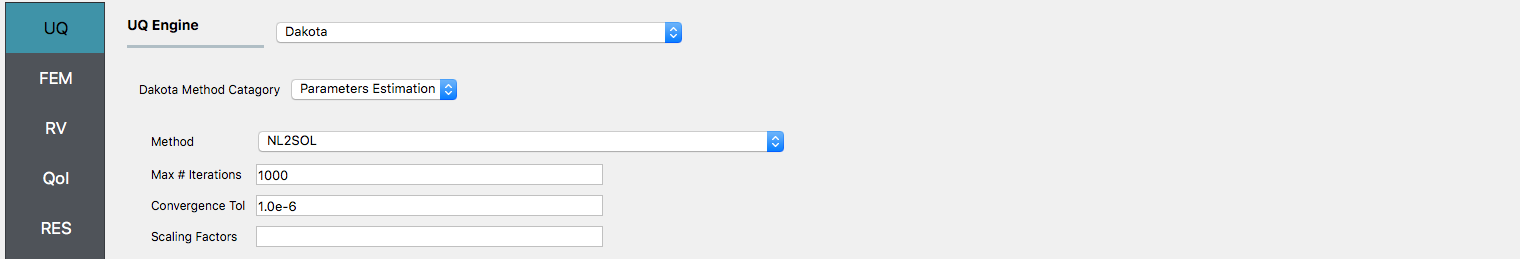 UQ
UQ Engine
Dakota
FEM
Dakota Method Catagory
Parameters Estimation
RV
Method
NL2SOL
Max # Iterations
1000
QoI
Convergence Tol
1.0e-6
RES
Scaling Factors